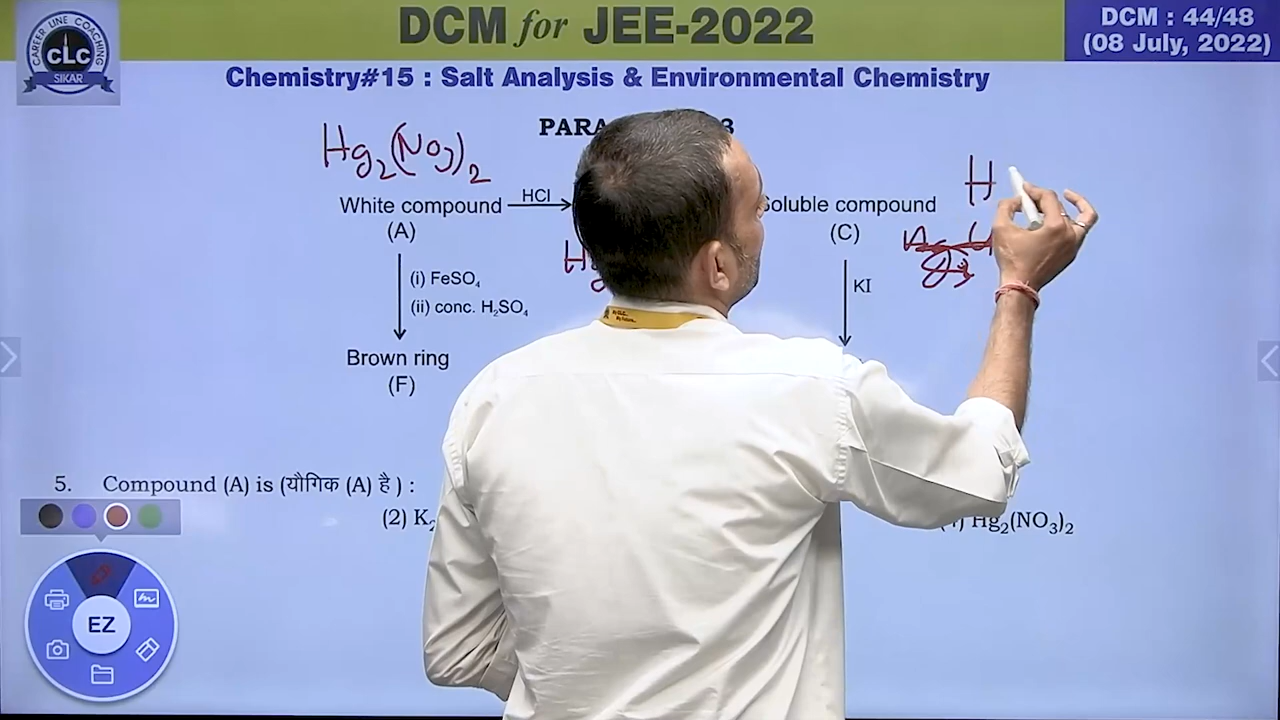 DCM for JEE-2022
DCM : 44/48
(08 July, 2022)
CAREER LINE COACHING
CLC
SIKAR
Chemistry#15 : Salt Analysis & Environmental Chemistry
Hg₂(NO₃)₂
H
White compound HCl Soluble compound
(A) (C)
(i) FeSO₄ KI
(ii) conc. H₂SO₄
Brown ring
(F)
5. Compound (A) is (यौगिक (A) है ) :
(2) Hg₂(NO₃)₂
EZ